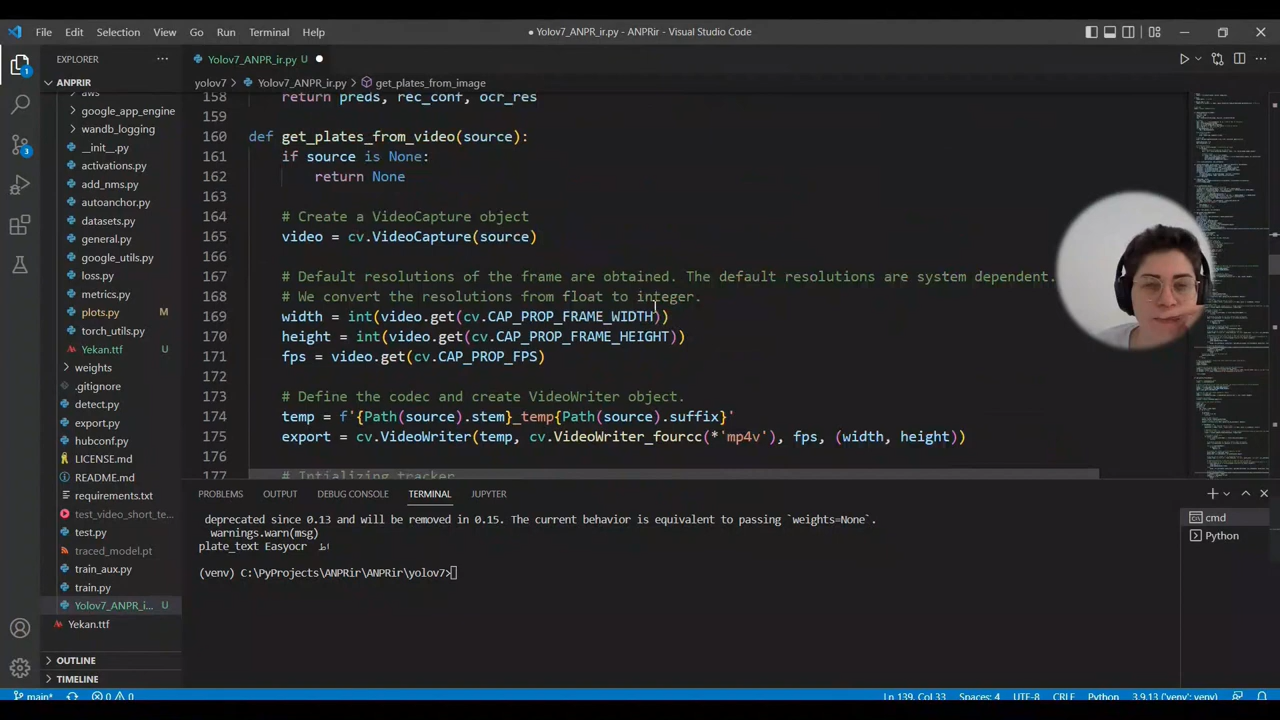 File Edit Selection View Go Run Terminal Help
Yolov7_ANPR_ir.py - ANPRir - Visual Studio Code
EXPLORER
Yolov7_ANPR_ir.py U
yolov7 > Yolov7_ANPR_ir.py > get_plates_from_image
ANPRIR
aws
google_app_engine
wandb_logging
__init__.py
activations.py
add_nms.py
autoanchor.py
datasets.py
general.py
google_utils.py
loss.py
metrics.py
plots.py M
torch_utils.py
Yekan.ttf U
weights
.gitignore
detect.py
export.py
hubconf.py
LICENSE.md
README.md
requirements.txt
test_video_short_te...
test.py
traced_model.pt
train_aux.py
train.py
Yolov7_ANPR_i... U
Yekan.ttf
OUTLINE
TIMELINE
158 return preds, rec_conf, ocr_res
159
160 def get_plates_from_video(source):
161 if source is None:
162 return None
163
164 # Create a VideoCapture object
165 video = cv.VideoCapture(source)
166
167 # Default resolutions of the frame are obtained. The default resolutions are system dependent.
168 # We convert the resolutions from float to integer.
169 width = int(video.get(cv.CAP_PROP_FRAME_WIDTH))
170 height = int(video.get(cv.CAP_PROP_FRAME_HEIGHT))
171 fps = video.get(cv.CAP_PROP_FPS)
172
173 # Define the codec and create VideoWriter object.
174 temp = f'{Path(source).stem}_temp{Path(source).suffix}'
175 export = cv.VideoWriter(temp, cv.VideoWriter_fourcc(*'mp4v'), fps, (width, height))
176
177 # Intializing tracker
PROBLEMS OUTPUT DEBUG CONSOLE TERMINAL JUPYTER
deprecated since 0.13 and will be removed in 0.15. The current behavior is equivalent to passing `weights=None`.
warnings.warn(msg)
plate_text Easyocr
(venv) C:\PyProjects\ANPRir\ANPRir\yolov7>
cmd
Python
main* 0 0 Ln 139, Col 33 Spaces: 4 UTF-8 CRLF Python 3.9.13 ('venv': venv)